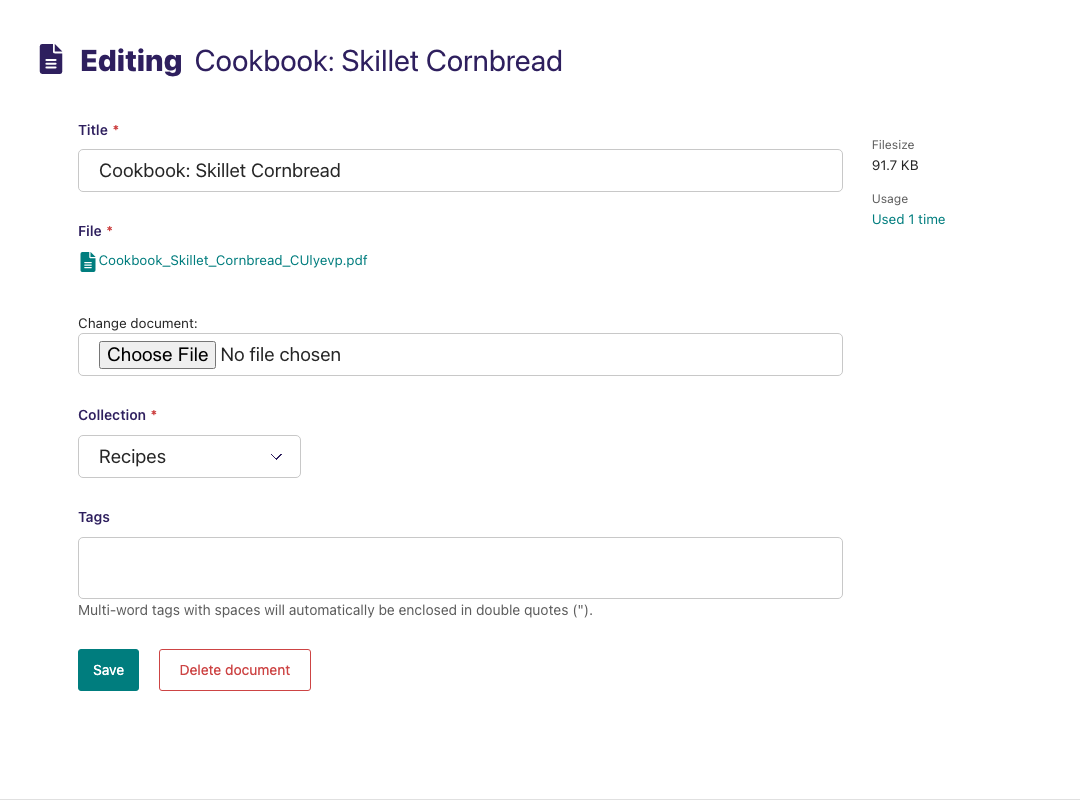 Editing Cookbook: Skillet Cornbread
Title *
Cookbook: Skillet Cornbread
File *
Cookbook_Skillet_Cornbread_CUlyevp.pdf
Change document:
Choose File No file chosen
Collection *
Recipes
Tags
Multi-word tags with spaces will automatically be enclosed in double quotes (").
Save Delete document
Filesize
91.7 KB
Usage
Used 1 time